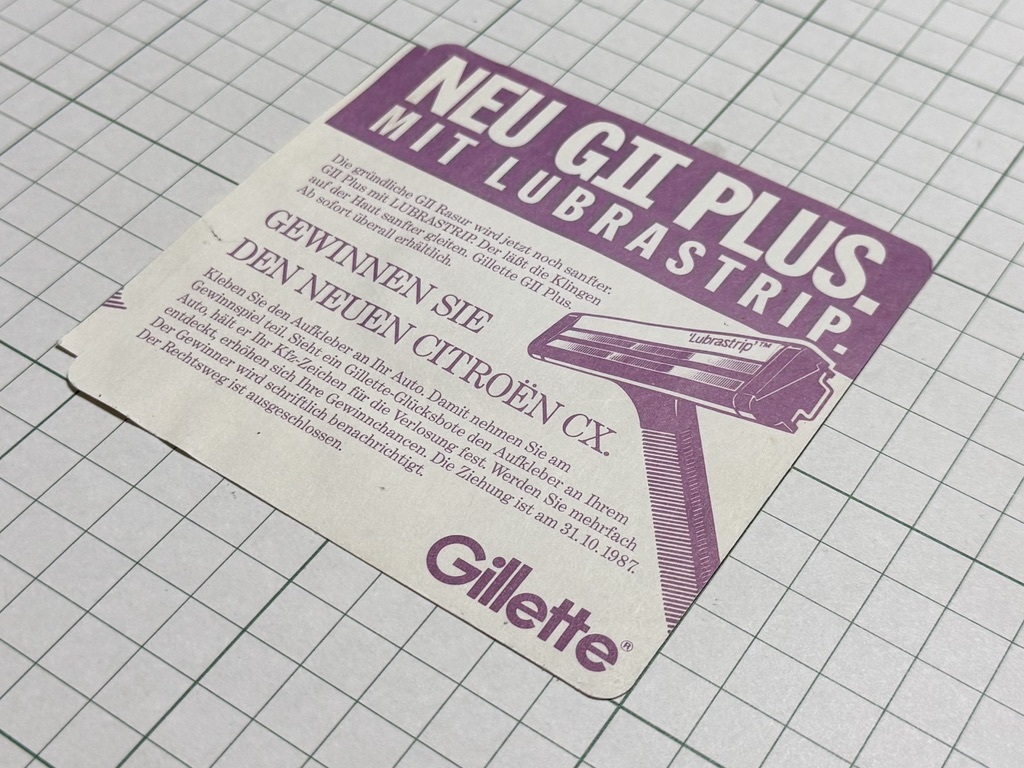 NEU GII PLUS.
MIT LUBRASTRIP.
Die gründliche GII Rasur wird jetzt noch sanfter.
GII Plus mit LUBRASTRIP. Der läßt die Klingen
auf der Haut sanfter gleiten. Gillette GII Plus.
Ab sofort überall erhältlich.
GEWINNEN SIE
DEN NEUEN CITROËN CX.
"Lubrastrip"™
Kleben Sie den Aufkleber an Ihr Auto. Damit nehmen Sie am
Gewinnspiel teil. Sieht ein Gillette-Glücksbote den Aufkleber an Ihrem
Auto, hält er Ihr Kfz-Zeichen für die Verlosung fest. Werden Sie mehrfach
entdeckt, erhöhen sich Ihre Gewinnchancen. Die Ziehung ist am 31.10.1987.
Der Gewinner wird schriftlich benachrichtigt.
Der Rechtsweg ist ausgeschlossen.
Gillette®